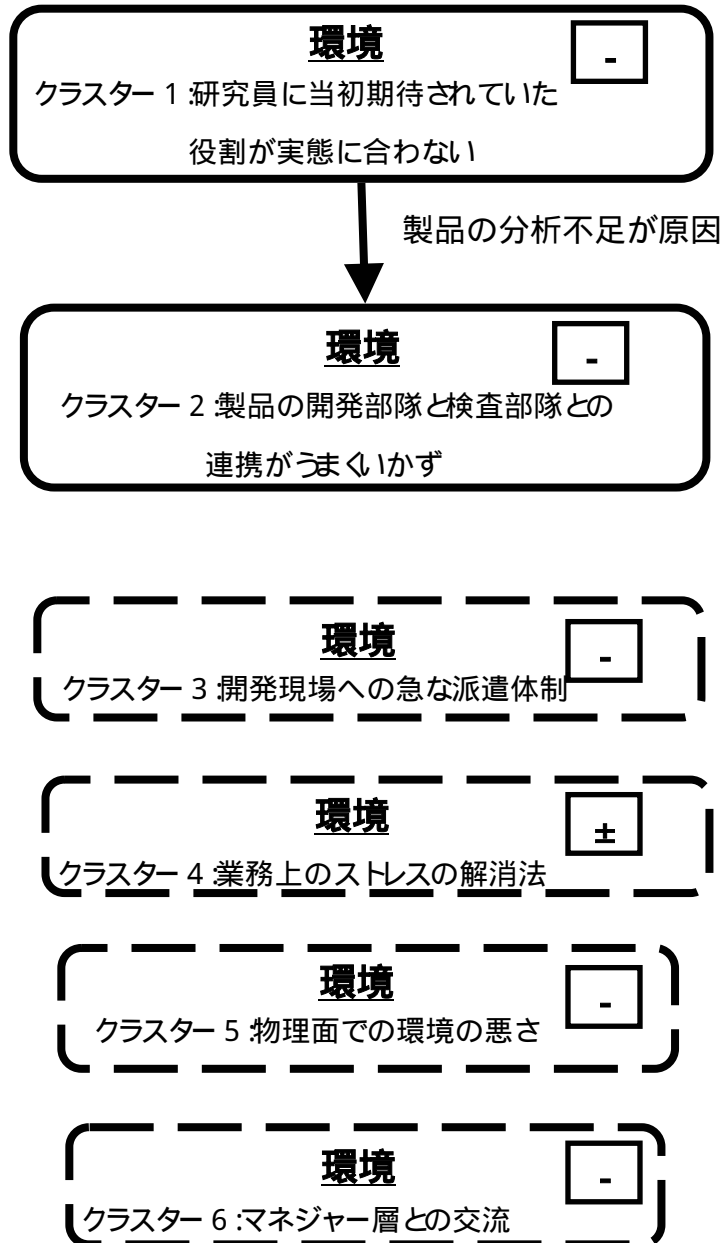 環境
-
クラスター 1:研究員に当初期待されていた
役割が実態に合わない
製品の分析不足が原因
環境
-
クラスター 2:製品の開発部隊と検査部隊との
連携がうまくいかず
環境
-
クラスター 3:開発現場への急な派遣体制
環境
±
クラスター 4:業務上のストレスの解消法
環境
-
クラスター 5:物理面での環境の悪さ
環境
-
クラスター 6:マネジャー層との交流